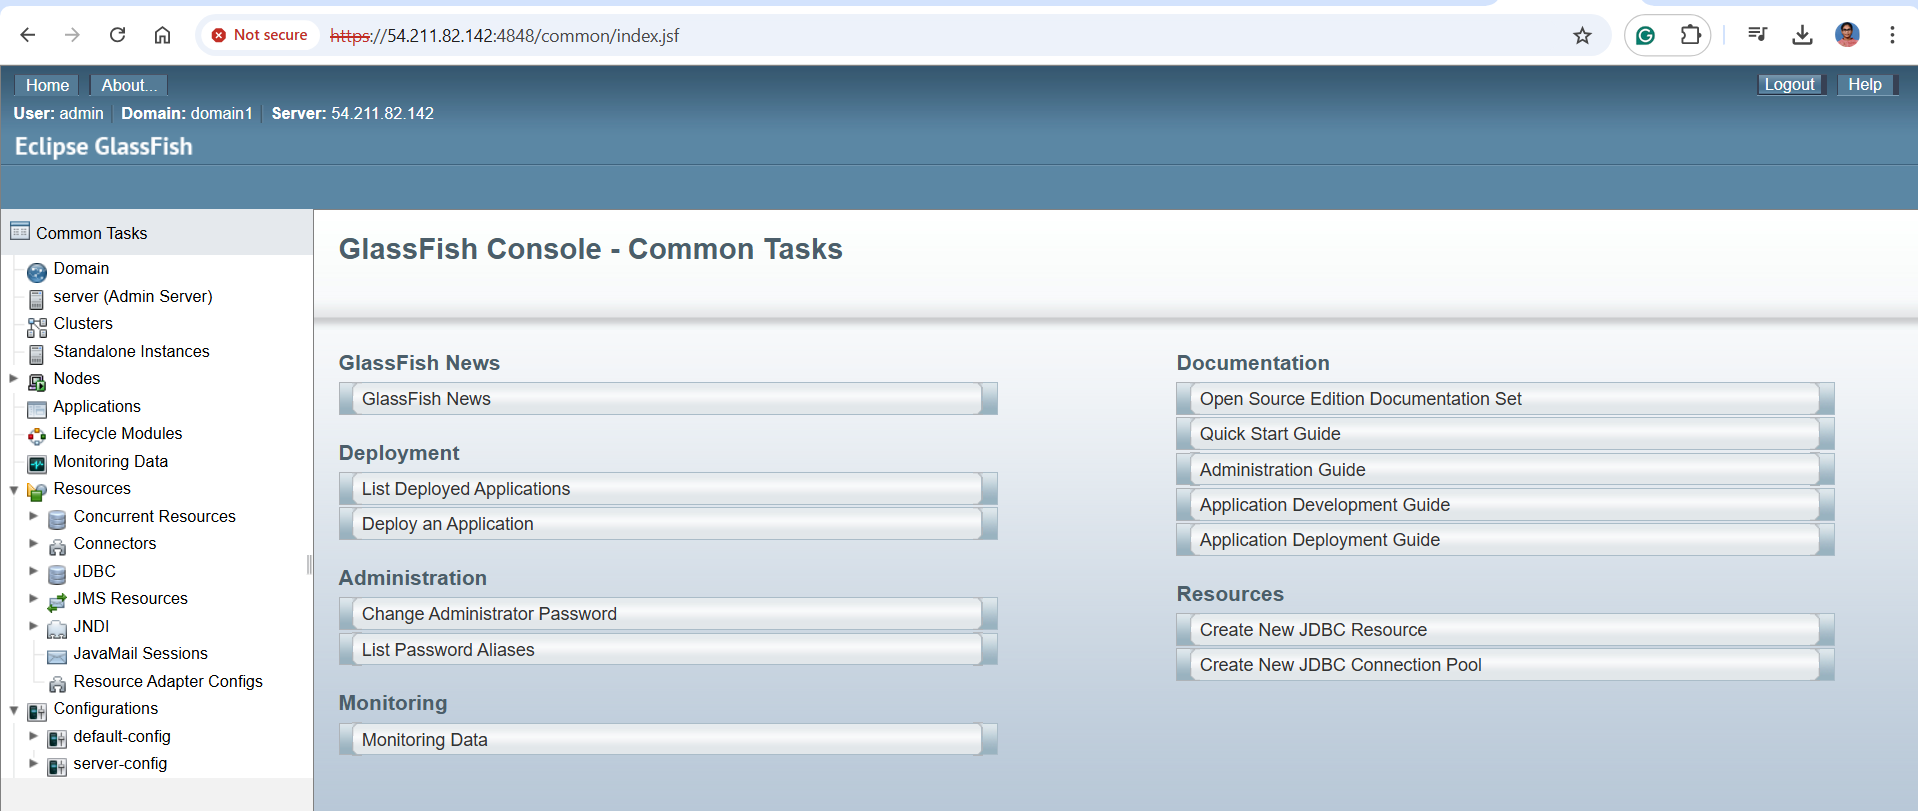 Not secure https://54.211.82.142:4848/common/index.jsf
Home About... Logout Help
User: admin Domain: domain1 Server: 54.211.82.142
Eclipse GlassFish
Common Tasks
Domain
server (Admin Server)
Clusters
Standalone Instances
Nodes
Applications
Lifecycle Modules
Monitoring Data
Resources
Concurrent Resources
Connectors
JDBC
JMS Resources
JNDI
JavaMail Sessions
Resource Adapter Configs
Configurations
default-config
server-config
GlassFish Console - Common Tasks
GlassFish News
GlassFish News
Deployment
List Deployed Applications
Deploy an Application
Administration
Change Administrator Password
List Password Aliases
Monitoring
Monitoring Data
Documentation
Open Source Edition Documentation Set
Quick Start Guide
Administration Guide
Application Development Guide
Application Deployment Guide
Resources
Create New JDBC Resource
Create New JDBC Connection Pool